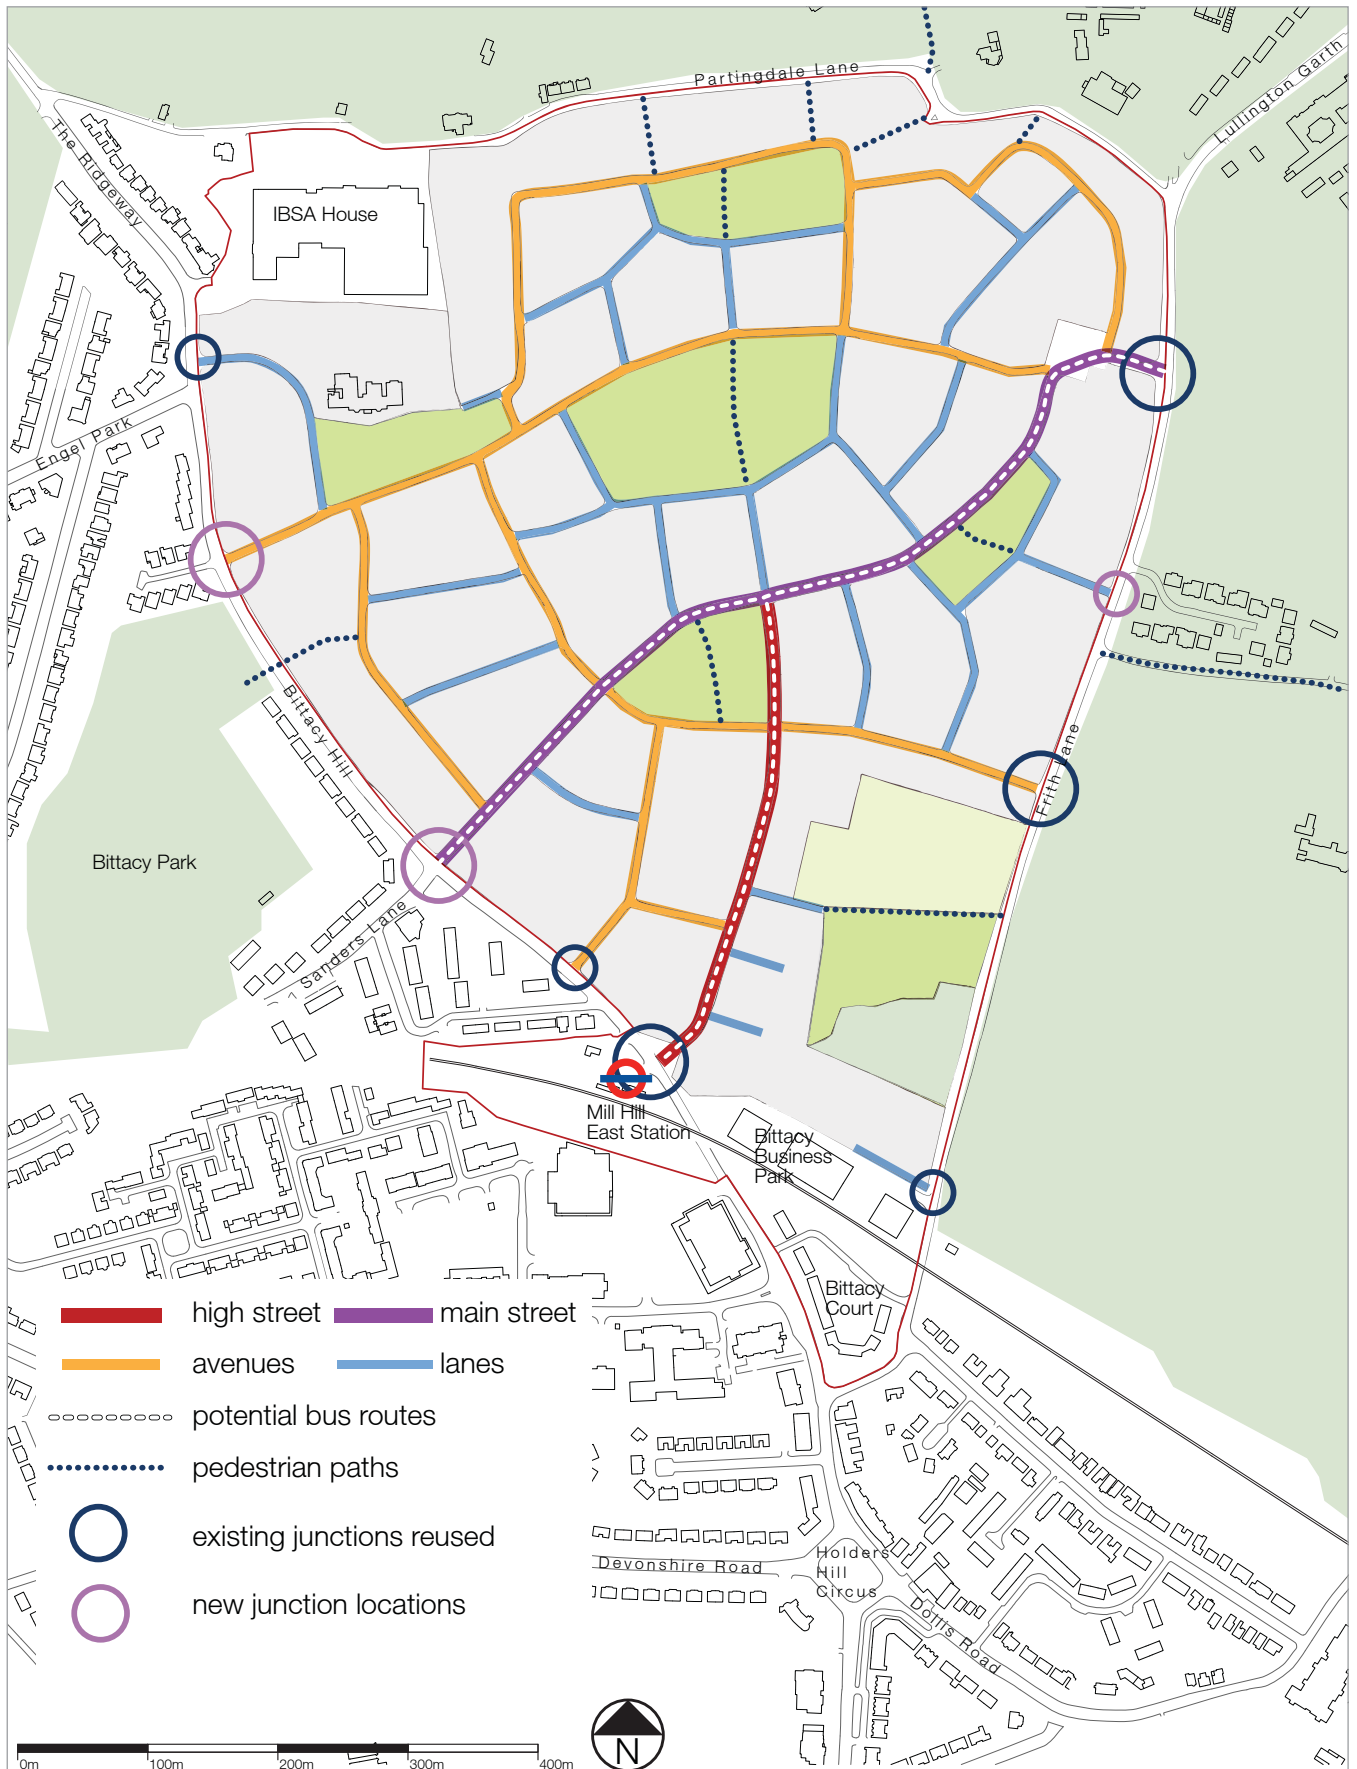 Partingdale Lane
Lullington Garth
The Ridgeway
IBSA House
Engel Park
Bittacy Hill
Frith Lane
Bittacy Park
Sanders Lane
Mill Hill
East Station
Bittacy
Business
Park
Bittacy
Court
high street
main street
avenues
lanes
potential bus routes
pedestrian paths
existing junctions reused
new junction locations
Devonshire Road
Holders
Hill
Circus
Dollis Road
N
0m
100m
200m
300m
400m